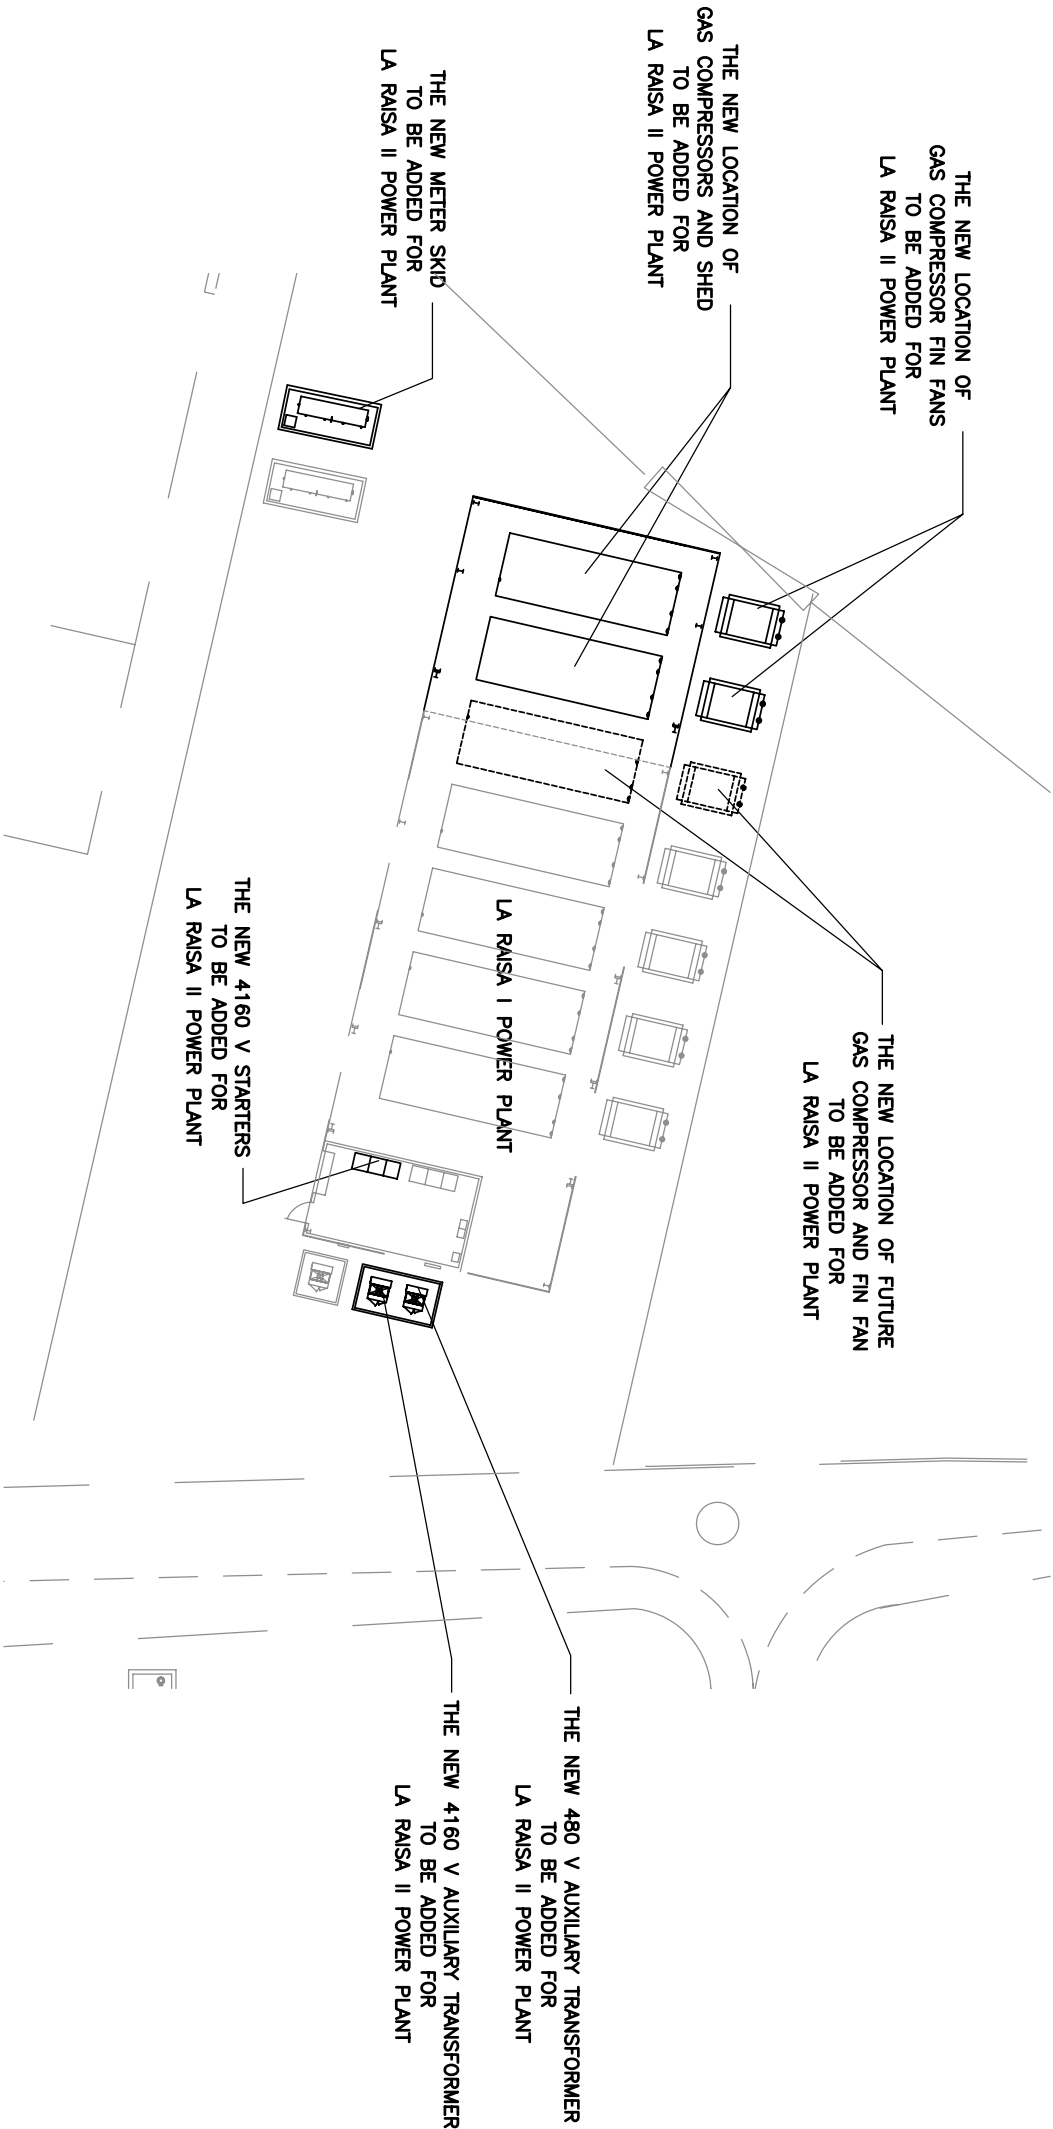 THE NEW LOCATION OF
GAS COMPRESSOR FIN FANS
TO BE ADDED FOR
LA RAISA II POWER PLANT
THE NEW LOCATION OF
GAS COMPRESSORS AND SHED
TO BE ADDED FOR
LA RAISA II POWER PLANT
THE NEW METER SKID
TO BE ADDED FOR
LA RAISA II POWER PLANT
THE NEW LOCATION OF FUTURE
GAS COMPRESSOR AND FIN FAN
TO BE ADDED FOR
LA RAISA II POWER PLANT
LA RAISA I POWER PLANT
THE NEW 4160 V STARTERS
TO BE ADDED FOR
LA RAISA II POWER PLANT
THE NEW 480 V AUXILIARY TRANSFORMER
TO BE ADDED FOR
LA RAISA II POWER PLANT
THE NEW 4160 V AUXILIARY TRANSFORMER
TO BE ADDED FOR
LA RAISA II POWER PLANT